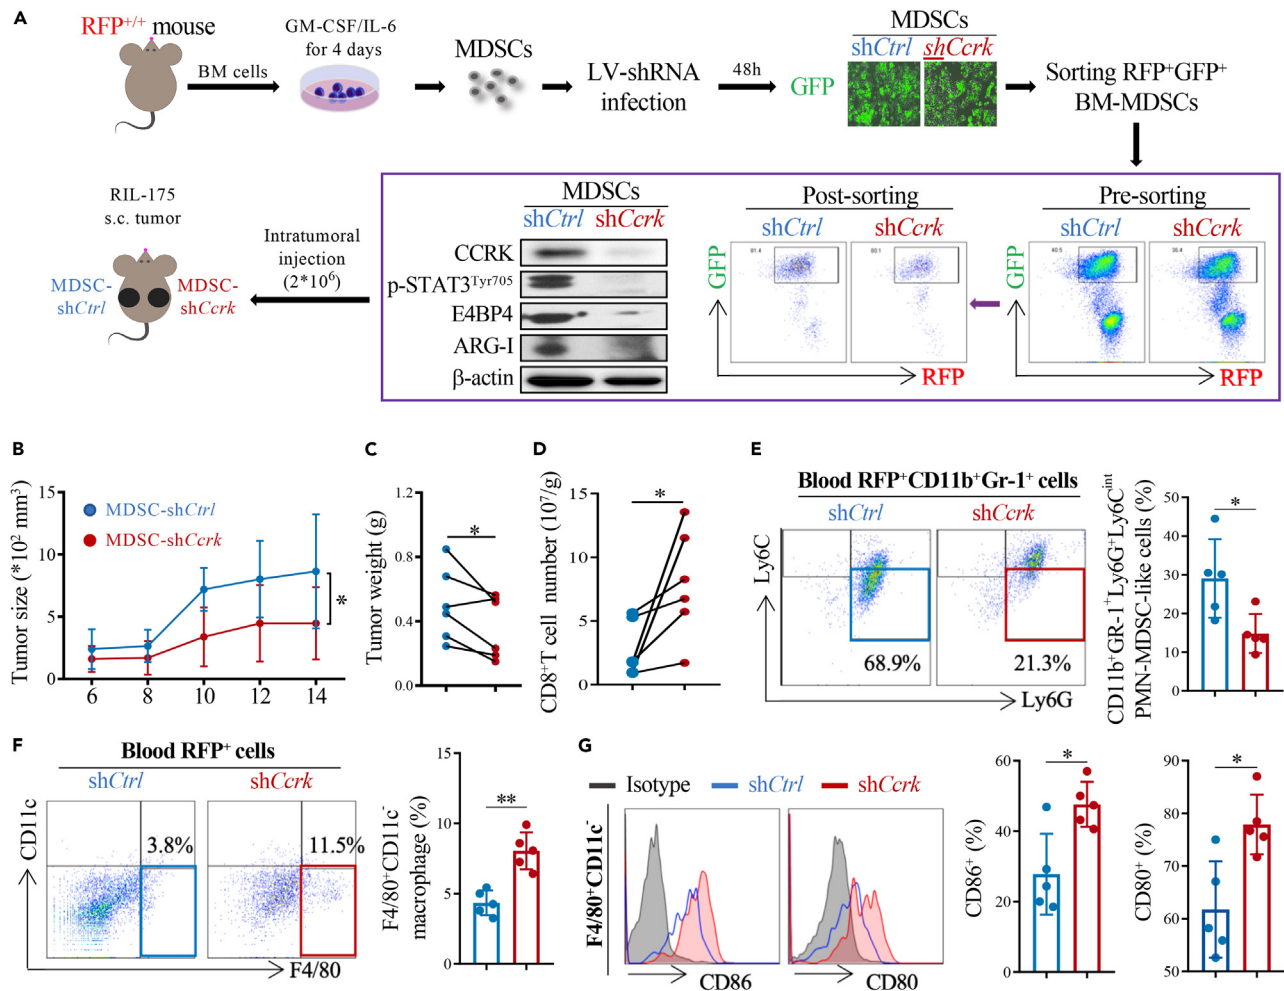 A
RFP+/+ mouse
BM cells
GM-CSF/IL-6
for 4 days
MDSCs
LV-shRNA
infection
48h
GFP
MDSCs
shCtrl shCcrk
Sorting RFP+GFP+
BM-MDSCs
RIL-175
s.c. tumor
MDSC-
shCtrl
MDSC-
shCcrk
Intratumoral
injection
(2*10⁶)
MDSCs
shCtrl shCcrk
CCRK
p-STAT3Tyr705
E4BP4
ARG-I
β-actin
Post-sorting
shCtrl shCcrk
GFP
81.4
80.1
RFP
Pre-sorting
shCtrl shCcrk
GFP
40.5
36.4
RFP
B
Tumor size (*10² mm³)
15
10
5
0
MDSC-shCtrl
MDSC-shCcrk
*
6 8 10 12 14
C
Tumor weight (g)
1.2
0.8
0.4
0.0
*
D
CD8+T cell number (10⁷/g)
15
10
5
0
*
E
Blood RFP+CD11b+Gr-1+ cells
shCtrl shCcrk
Ly6C
68.9% 21.3%
Ly6G
CD11b+GR-1+Ly6G+Ly6Cint
PMN-MDSC-like cells (%)
50
40
30
20
10
0
*
F
Blood RFP+ cells
shCtrl shCcrk
CD11c
3.8% 11.5%
F4/80
F4/80+CD11c-
macrophage (%)
15
10
5
0
**
G
Isotype shCtrl shCcrk
F4/80+CD11c-
CD86 CD80
CD86+ (%)
60
40
20
0
*
CD80+ (%)
90
80
70
60
50
*